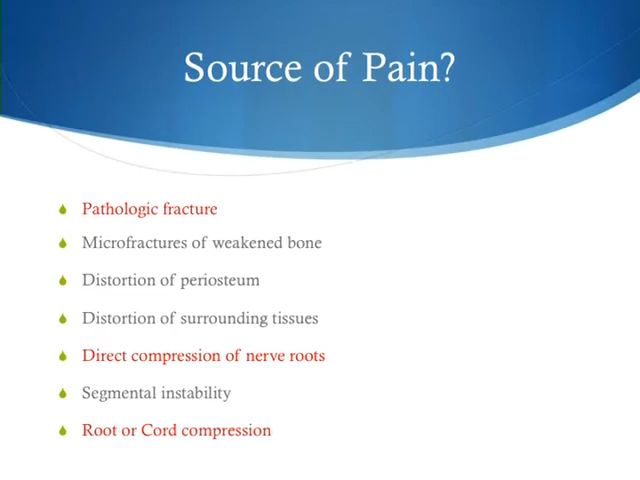 Source of Pain?
Pathologic fracture
Microfractures of weakened bone
Distortion of periosteum
Distortion of surrounding tissues
Direct compression of nerve roots
Segmental instability
Root or Cord compression